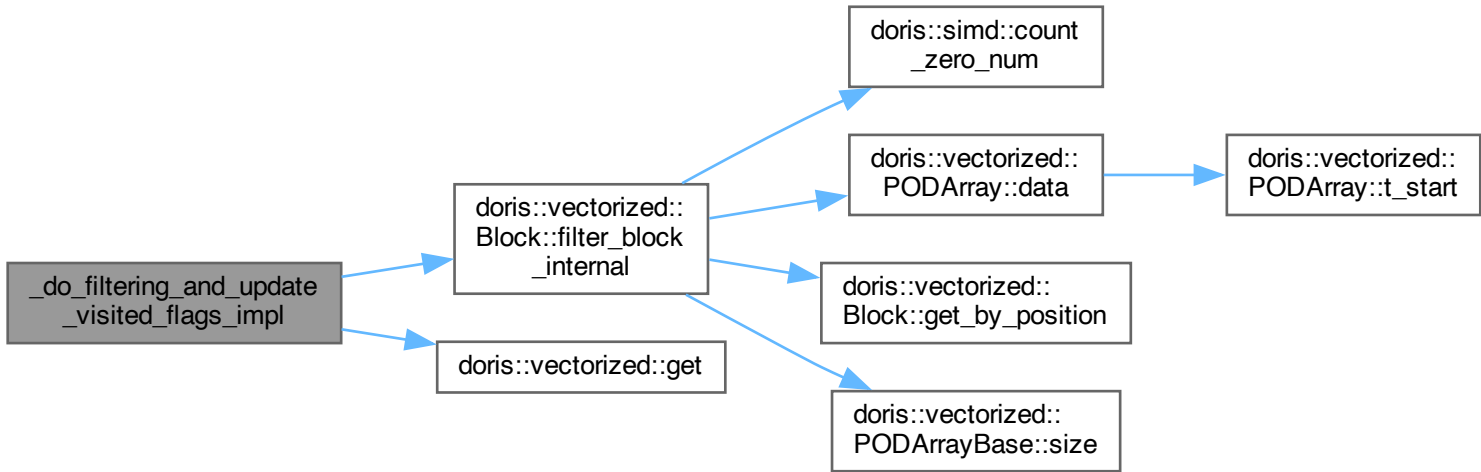 _do_filtering_and_update
_visited_flags_impl
doris::vectorized::
Block::filter_block
_internal
doris::vectorized::get
doris::simd::count
_zero_num
doris::vectorized::
PODArray::data
doris::vectorized::
Block::get_by_position
doris::vectorized::
PODArrayBase::size
doris::vectorized::
PODArray::t_start